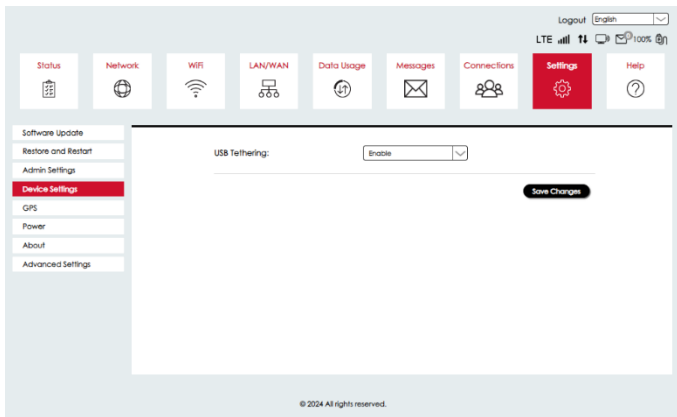 Logout English
LTE 100%
Status Network WiFi LAN/WAN Data Usage Messages Connections Settings Help
Software Update
Restore and Restart
Admin Settings
Device Settings
GPS
Power
About
Advanced Settings
USB Tethering: Enable
Save Changes
© 2024 All rights reserved.